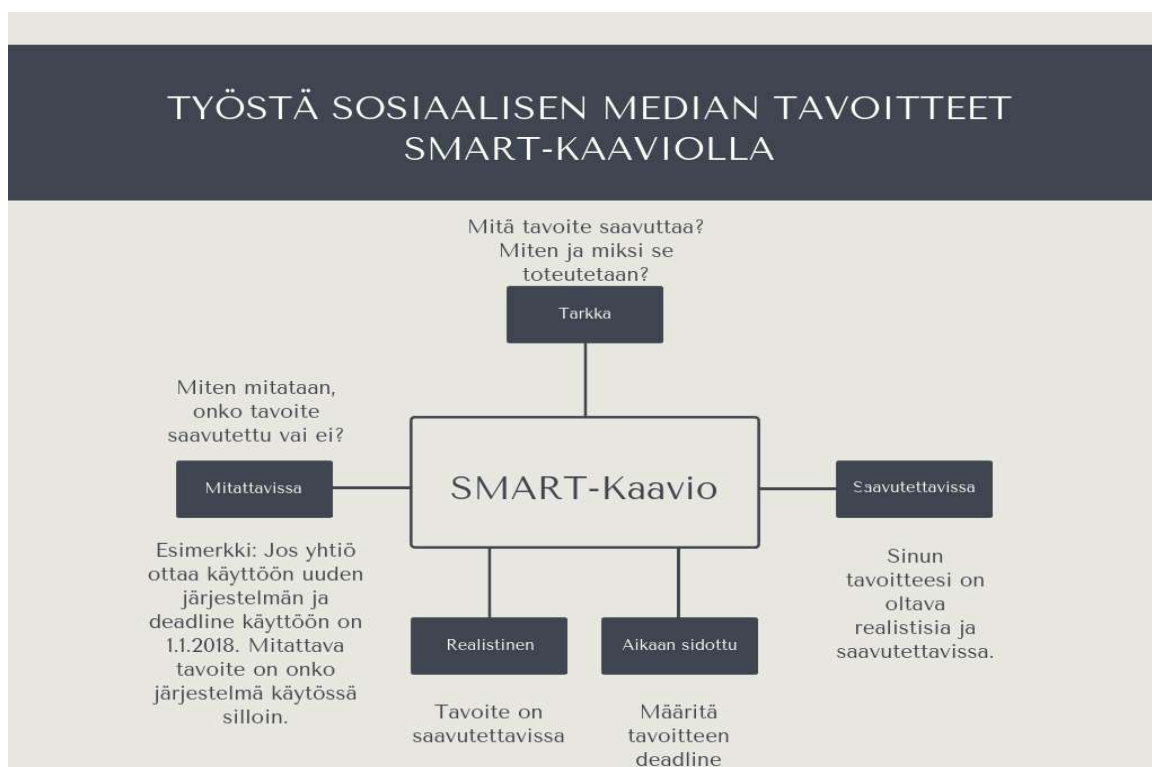 TYÖSTÄ SOSIAALISEN MEDIAN TAVOITTEET
SMART-KAAVIOLLA
Mitä tavoite saavuttaa?
Miten ja miksi se
toteutetaan?
Tarkka
Miten mitataan,
onko tavoite
saavutettu vai ei?
Mitattavissa
SMART-Kaavio
Saavutettavissa
Esimerkki: Jos yhtiö
ottaa käyttöön uuden
järjestelmän ja
deadline käyttöön on
1.1.2018. Mitattava
tavoite on onko
järjestelmä käytössä
silloin.
Sinun
tavoitteesi on
oltava
realistisia ja
saavutettavissa.
Realistinen
Aikaan sidottu
Tavoite on
saavutettavissa
Määritä
tavoitteen
deadline